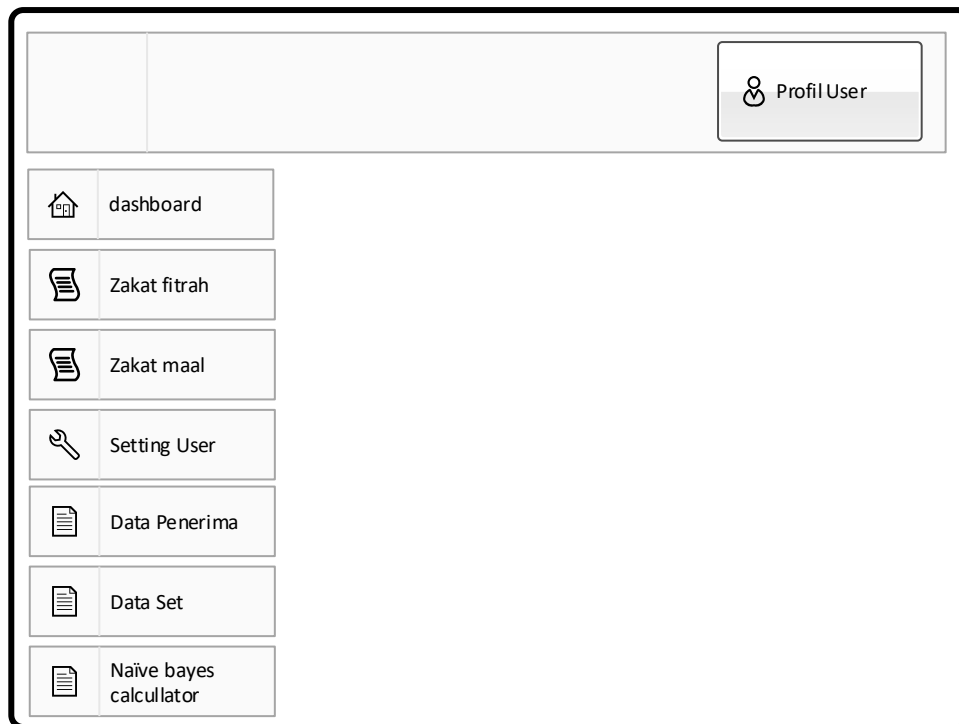 Profil User
dashboard
Zakat fitrah
Zakat maal
Setting User
Data Penerima
Data Set
Naïve bayes
calcullator